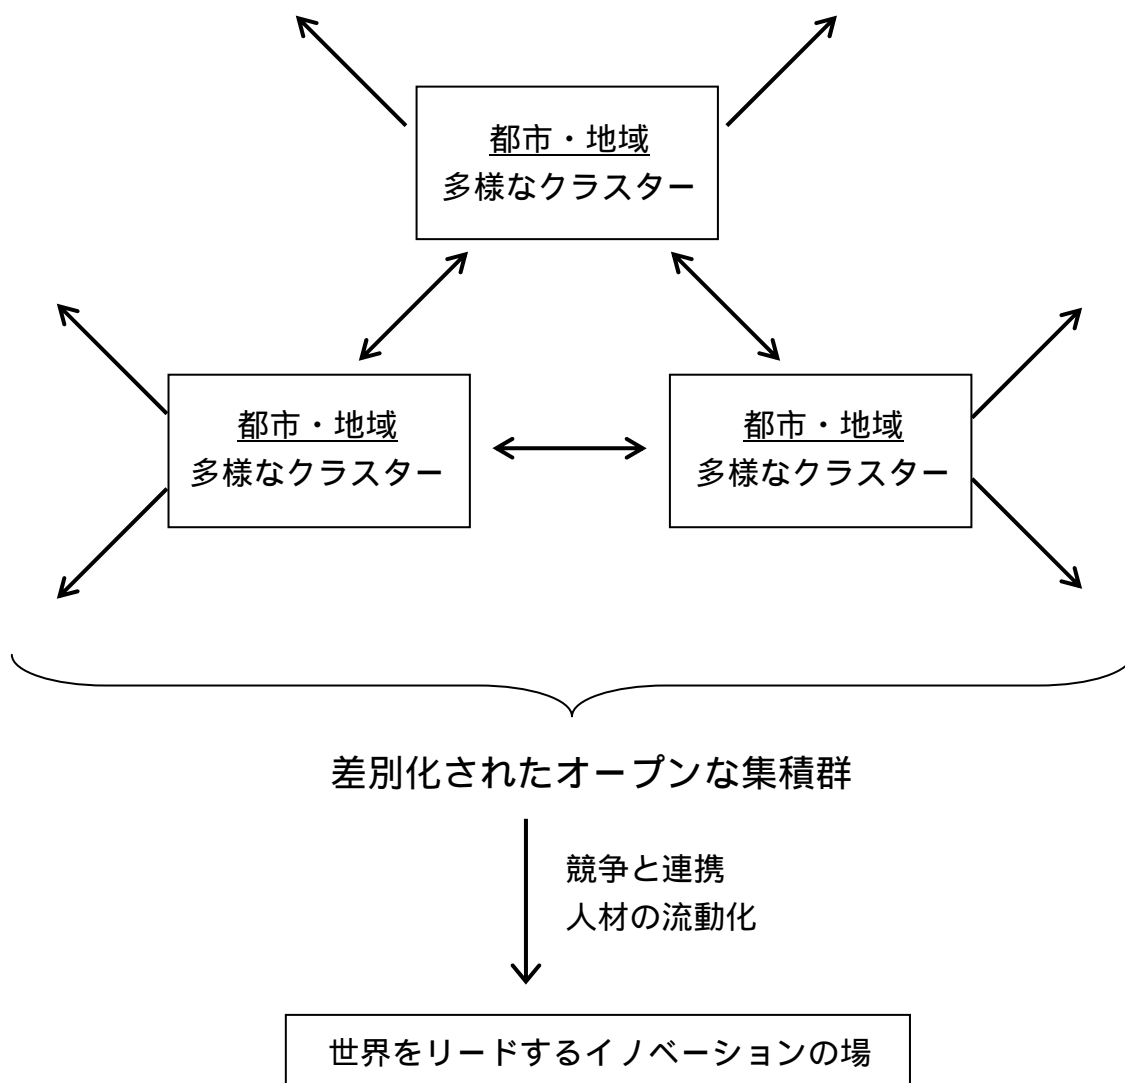 都市・地域
多様なクラスター
都市・地域
多様なクラスター
都市・地域
多様なクラスター
差別化されたオープンな集積群
競争と連携
人材の流動化
世界をリードするイノベーションの場